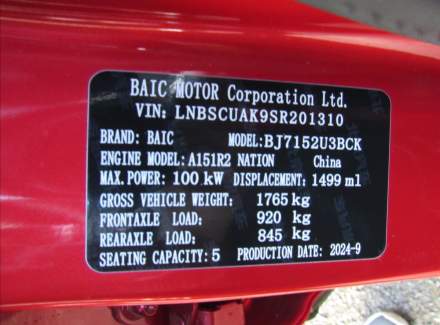 BAIC MOTOR Corporation Ltd.
VIN: LNBSCUAK9SR201310
BRAND: BAIC MODEL:BJ7152U3BCK
ENGINE MODEL: A151R2 NATION China
MAX. POWER: 100 kW DISPLACEMENT: 1499 ml
GROSS VEHICLE WEIGHT: 1765 kg
FRONTAXLE LOAD: 920 kg
REARAXLE LOAD: 845 kg
SEATING CAPACITY: 5 PRODUCTION DATE: 2024-9